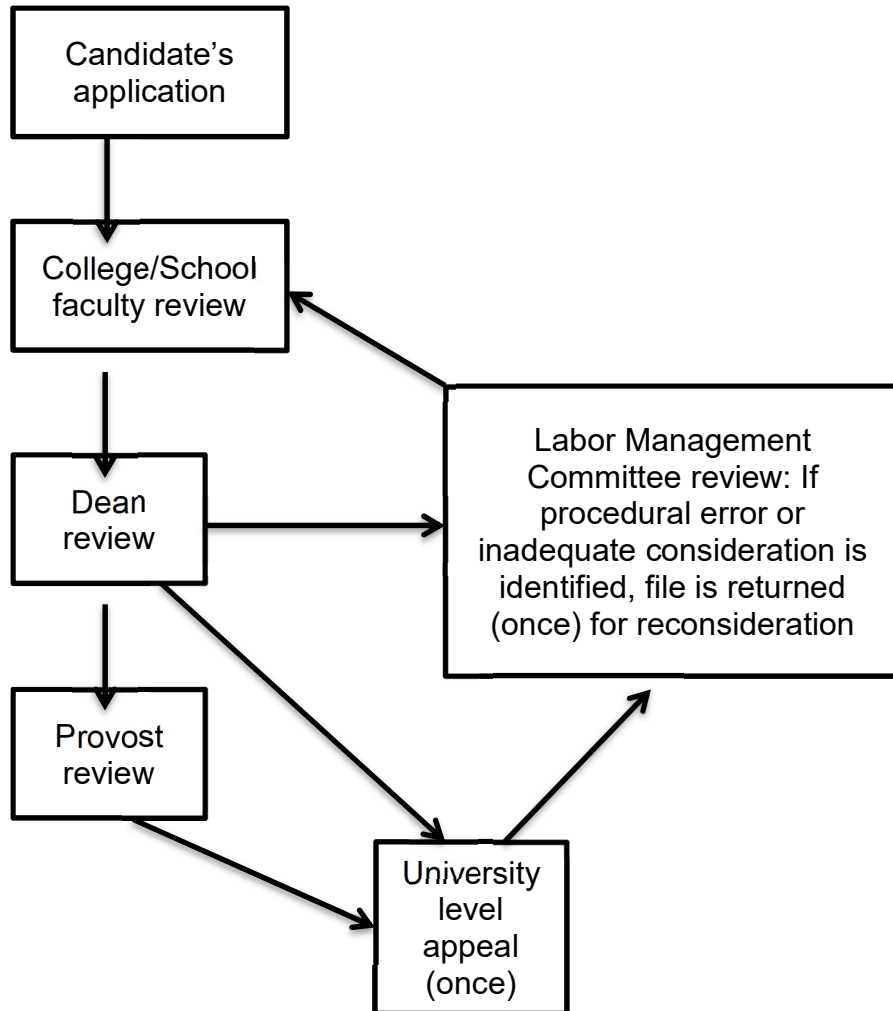 Candidate’s
application
College/School
faculty review
Dean
review
Labor Management
Committee review: If
procedural error or
inadequate consideration is
identified, file is returned
(once) for reconsideration
Provost
review
University
level
appeal
(once)